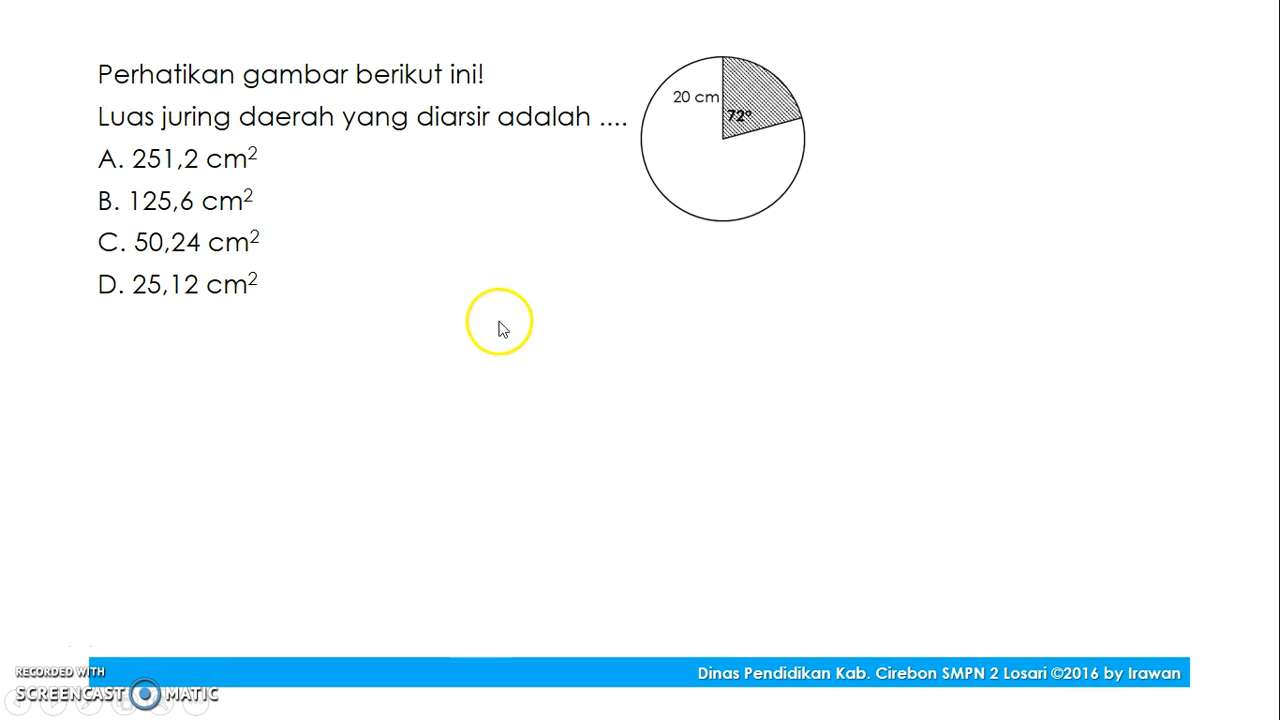 Perhatikan gambar berikut ini!
Luas juring daerah yang diarsir adalah ....
A. 251,2 cm²
B. 125,6 cm²
C. 50,24 cm²
D. 25,12 cm²
20 cm
72°
Dinas Pendidikan Kab. Cirebon SMPN 2 Losari ©2016 by Irawan
RECORDED WITH
SCREENCAST MATIC